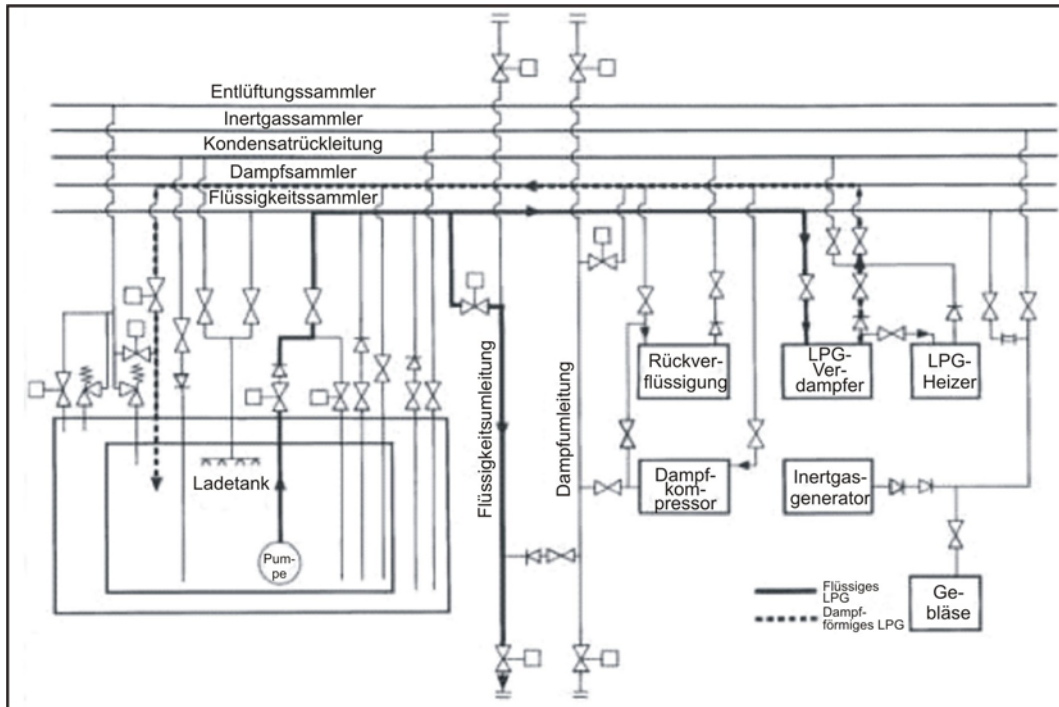 Entlüftungssammler
Inertgassammler
Kondensatrückleitung
Dampfsammler
Flüssigkeitssammler
Flüssigkeitsumleitung
Dampfumleitung
Rückver-
flüssigung
LPG-
Ver-
dampfer
LPG-
Heizer
Ladetank
Pum-
pe
Dampf-
kom-
pressor
Inertgas-
generator
Ge-
bläse
Flüssiges
LPG
Dampf-
förmiges LPG